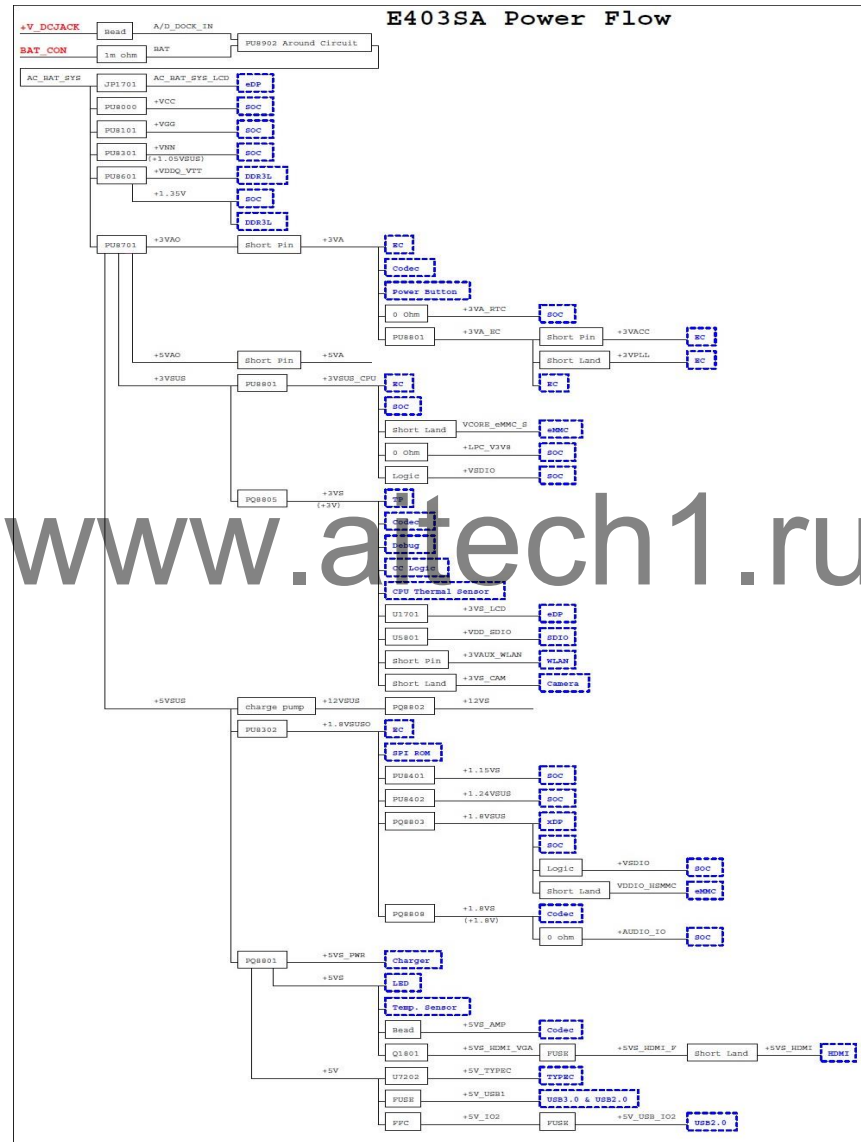 E403SA Power Flow
+V_DCJACK Bead A/D_DOCK_IN
PU8902 Around Circuit
BAT_CON 1m ohm BAT
AC_BAT_SYS JP1701 AC_BAT_SYS_LCD eDP
PU8000 +VCC SOC
PU8101 +VGG SOC
PU8301 +VNN SOC
(+1.05VSUS)
PU8601 +VDDQ_VTT DDR3L
+1.35V SOC
DDR3L
PU8701 +3VAO Short Pin +3VA EC
Codec
Power Button
0 Ohm +3VA_RTC SOC
PU8801 +3VA_EC Short Pin +3VACC EC
Short Land +3VPLL EC
+5VAO Short Pin +5VA
EC
+3VSUS PU8801 +3VSUS_CPU EC
SOC
Short Land VCORE_eMMC_S eMMC
0 Ohm +LPC_V3V8 SOC
Logic +VSDIO SOC
PQ8805 +3VS TP
(+3V)
Codec
Debug
www.aitech1.ru
CC Logic
CPU Thermal Sensor
U1701 +3VS_LCD eDP
U5801 +VDD_SDIO SDIO
Short Pin +3VAUX_WLAN WLAN
Short Land +3VS_CAM Camera
+5VSUS charge pump +12VSUS PQ8802 +12VS
PU8302 +1.8VSUSO EC
SPI ROM
PU8401 +1.15VS SOC
PU8402 +1.24VSUS SOC
PQ8803 +1.8VSUS xDP
SOC
Logic +VSDIO SOC
Short Land VDDIO_HSMMC eMMC
PQ8808 +1.8VS Codec
(+1.8V)
0 ohm +AUDIO_IO SOC
PQ8801 +5VS_PWR Charger
+5VS LED
Temp. Sensor
Bead +5VS_AMP Codec
Q1801 +5VS_HDMI_VGA FUSE +5VS_HDMI_F Short Land +5VS_HDMI HDMI
+5V U7202 +5V_TYPEC TYPEC
FUSE +5V_USB1 USB3.0 & USB2.0
FPC +5V_IO2 FUSE +5V_USB_IO2 USB2.0